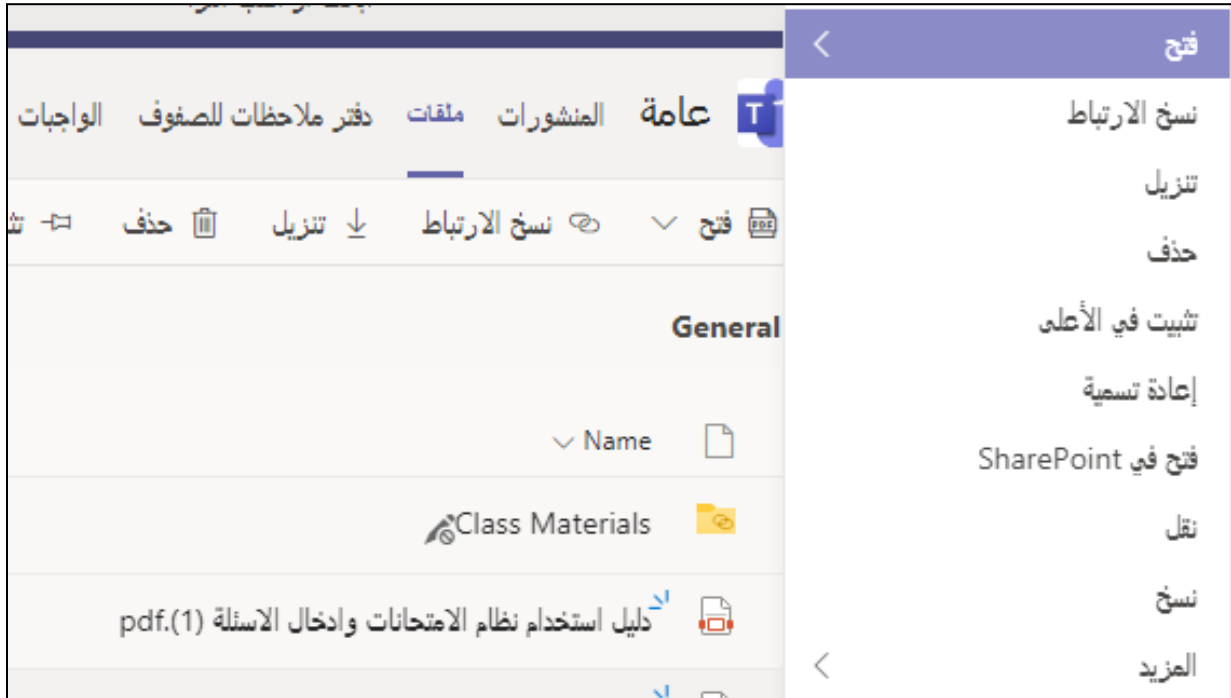 فتح
نسخ الارتباط
تنزيل
حذف
تثبيت في الأعلى
إعادة تسمية
فتح في SharePoint
نقل
نسخ
المزيد
عامة المنشورات ملفات دفتر ملاحظات للصفوف الواجبات
فتح نسخ الارتباط تنزيل حذف
General
Name
Class Materials
دليل استخدام نظام الامتحانات وادخال الاسئلة (1).pdf